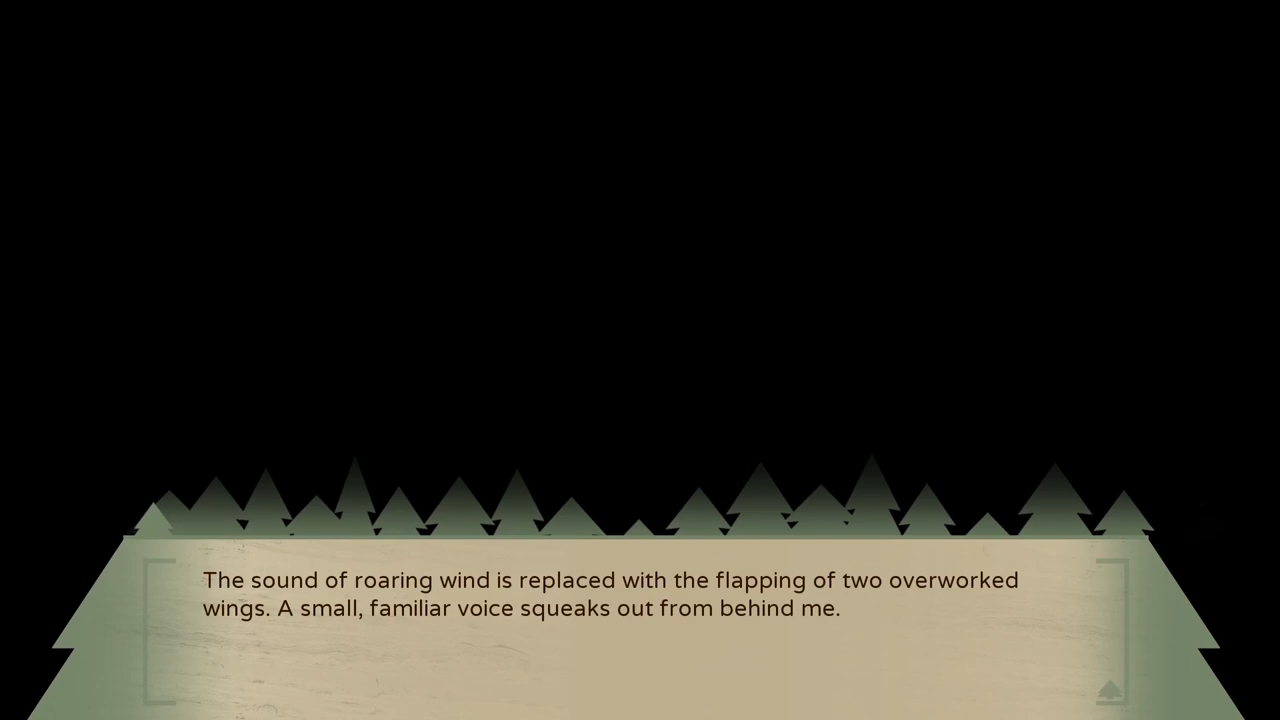 The sound of roaring wind is replaced with the flapping of two overworked
wings. A small, familiar voice squeaks out from behind me.